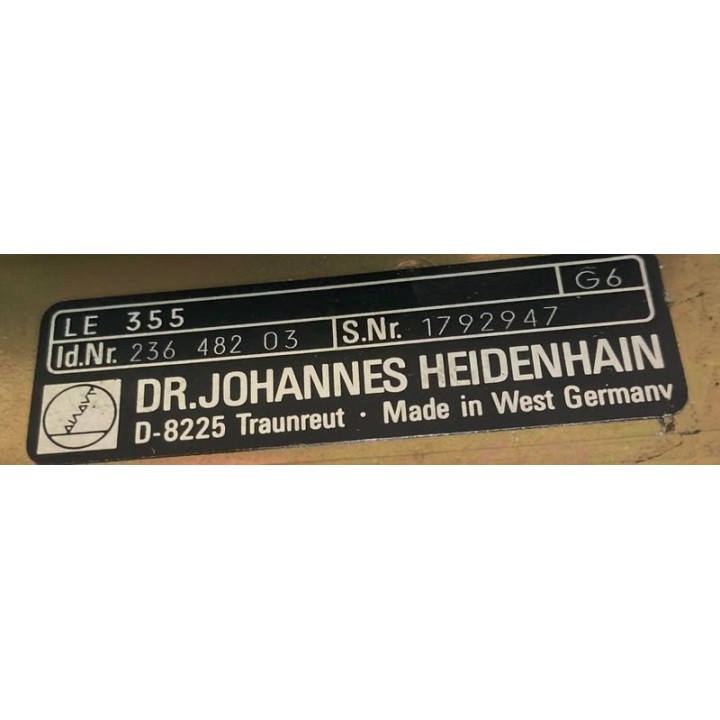 LE 355 G6
Id.Nr. 236 482 03 S.Nr. 1792947
DR.JOHANNES HEIDENHAIN
D-8225 Traunreut · Made in West Germany